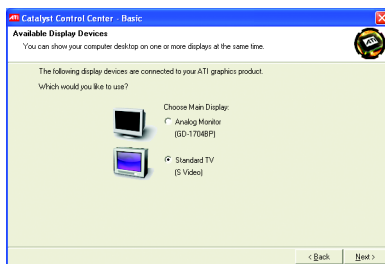 ATI Catalyst Control Center - Basic
Available Display Devices
You can show your computer desktop on one or more displays at the same time.
ATI
The following display devices are connected to your ATI graphics product.
Which would you like to use?
Choose Main Display:
Analog Monitor
(GD-1704BP)
Standard TV
(S Video)
< Back
Next >